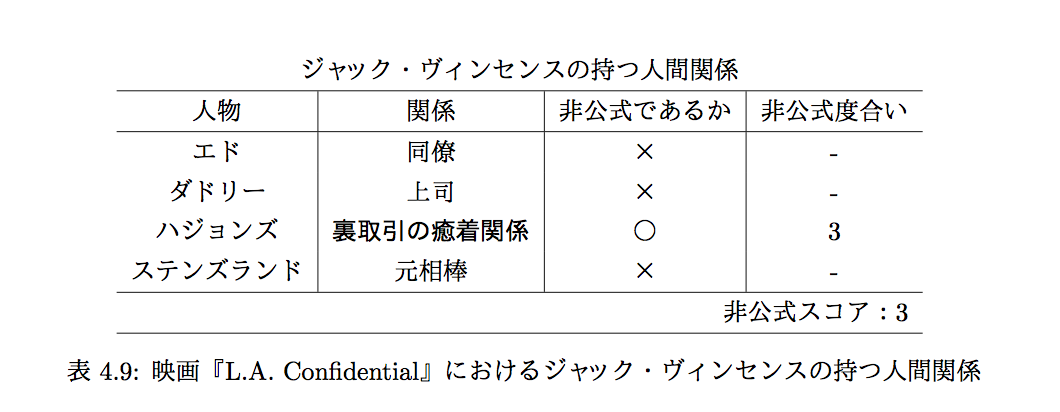 ジャック・ヴィンセンスの持つ人間関係
人物 関係 非公式であるか 非公式度合い
エド 同僚 × -
ダドリー 上司 × -
ハジョンズ 裏取引の癒着関係 ○ 3
ステンズランド 元相棒 × -
非公式スコア：3
表 4.9: 映画『L.A. Confidential』におけるジャック・ヴィンセンスの持つ人間関係